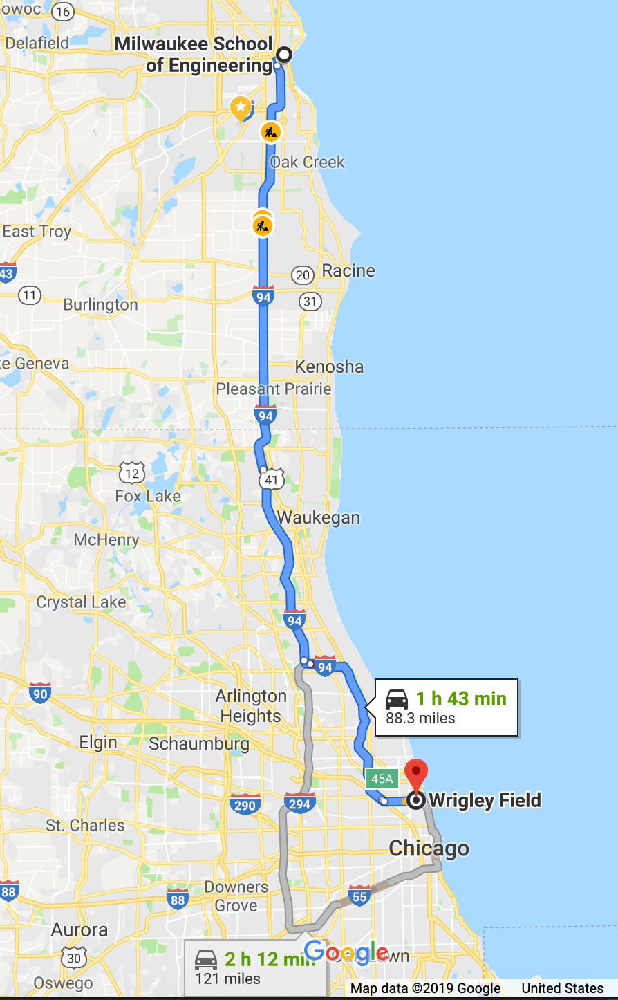 owoc
16
Delafield
Milwaukee School
of Engineering
Oak Creek
East Troy
43
20
Racine
11
94
31
Burlington
ke Geneva
Kenosha
Pleasant Prairie
94
12
41
Fox Lake
Waukegan
McHenry
Crystal Lake
94
94
90
Arlington
Heights
1 h 43 min
88.3 miles
Elgin
Schaumburg
45A
290
294
Wrigley Field
St. Charles
Chicago
88
Downers
Grove
88
55
Aurora
30
2 h 12 min
121 miles
Google
Oswego
Map data ©2019 Google
United States